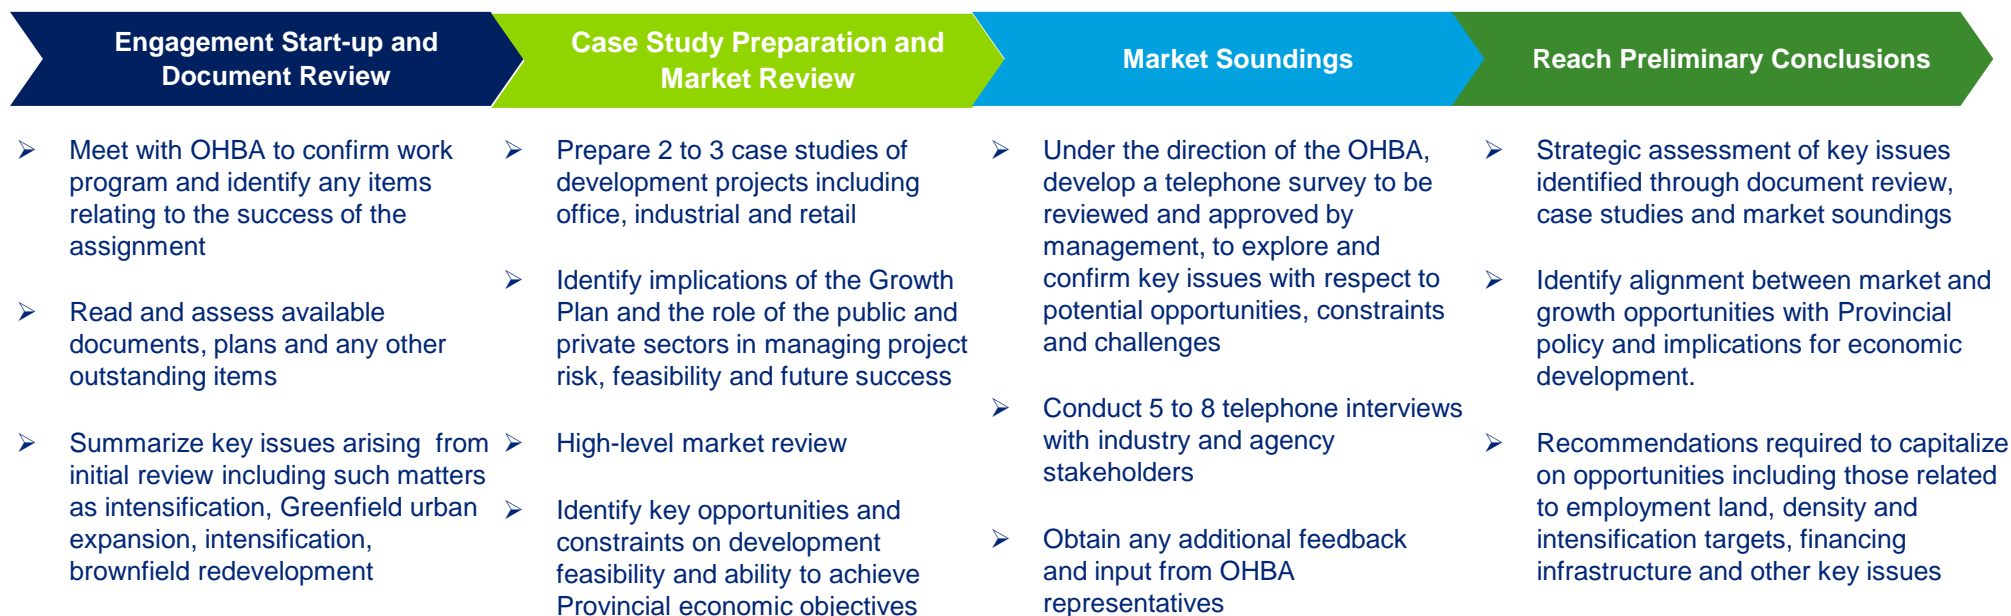 Engagement Start-up and
Document Review
Case Study Preparation and
Market Review
Market Soundings
Reach Preliminary Conclusions
➢ Meet with OHBA to confirm work
program and identify any items
relating to the success of the
assignment
➢ Read and assess available
documents, plans and any other
outstanding items
➢ Summarize key issues arising  from
initial review including such matters
as intensification, Greenfield urban
expansion, intensification,
brownfield redevelopment
➢ Prepare 2 to 3 case studies of
development projects including
office, industrial and retail
➢ Identify implications of the Growth
Plan and the role of the public and
private sectors in managing project
risk, feasibility and future success
➢ High-level market review
➢ Identify key opportunities and
constraints on development
feasibility and ability to achieve
Provincial economic objectives
➢ Under the direction of the OHBA,
develop a telephone survey to be
reviewed and approved by
management, to explore and
confirm key issues with respect to
potential opportunities, constraints
and challenges
➢ Conduct 5 to 8 telephone interviews
with industry and agency
stakeholders
➢ Obtain any additional feedback
and input from OHBA
representatives
➢ Strategic assessment of key issues
identified through document review,
case studies and market soundings
➢ Identify alignment between market and
growth opportunities with Provincial
policy and implications for economic
development.
➢ Recommendations required to capitalize
on opportunities including those related
to employment land, density and
intensification targets, financing
infrastructure and other key issues